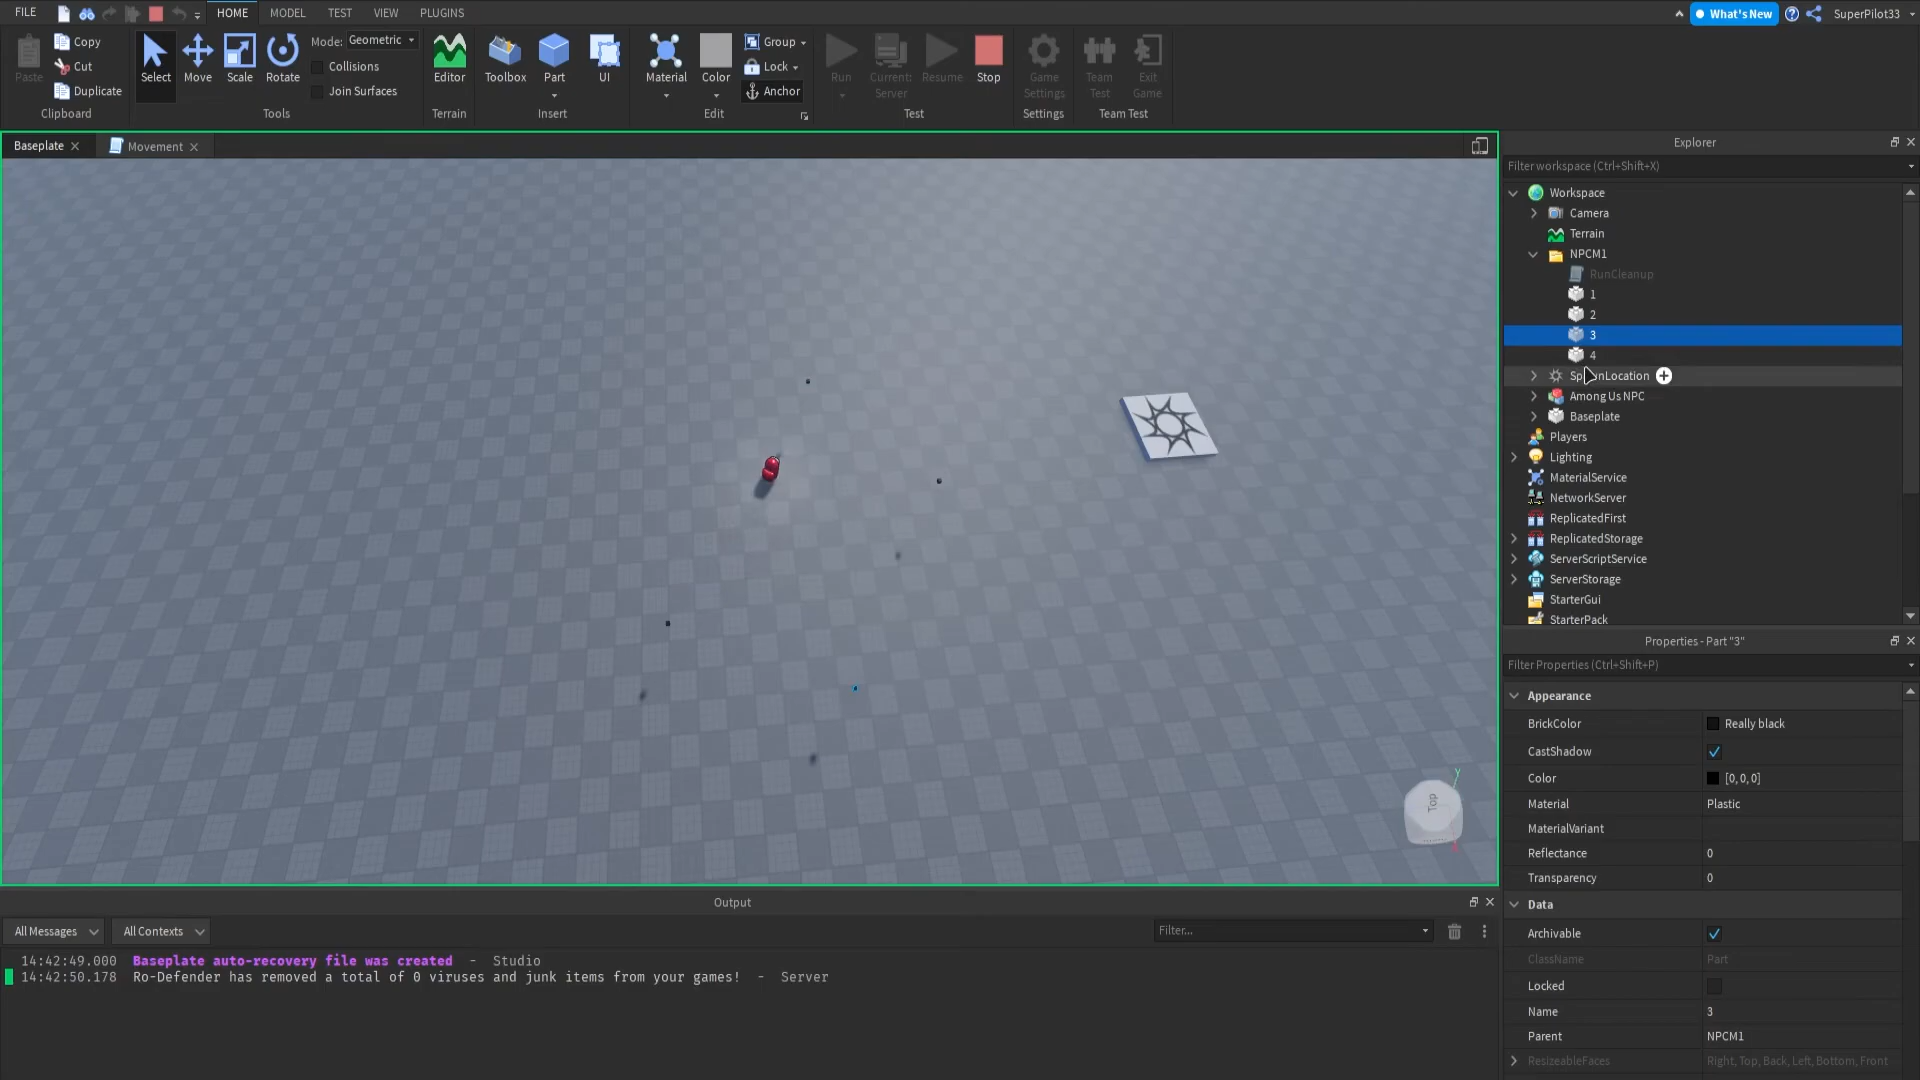 FILE HOME MODEL TEST VIEW PLUGINS What's New SuperPilot33
Paste Copy Cut Duplicate Clipboard
Select Move Scale Rotate Mode: Geometric Collisions Join Surfaces Tools
Editor Terrain
Toolbox Part UI Insert
Material Color Group Lock Anchor Edit
Run Current: Server Resume Stop Test
Game Settings Settings
Team Test Exit Game Team Test
Baseplate Movement
Top
y
Explorer
Filter workspace (Ctrl+Shift+X)
Workspace
Camera
Terrain
NPCM1
RunCleanup
1
2
3
4
SpawnLocation
Among Us NPC
Baseplate
Players
Lighting
MaterialService
NetworkServer
ReplicatedFirst
ReplicatedStorage
ServerScriptService
ServerStorage
StarterGui
StarterPack
Properties - Part "3"
Filter Properties (Ctrl+Shift+P)
Appearance
BrickColor Really black
CastShadow
Color [0,0,0]
Material Plastic
MaterialVariant
Reflectance 0
Transparency 0
Data
Archivable
ClassName Part
Locked
Name 3
Parent NPCM1
ResizeableFaces Right, Top, Back, Left, Bottom, Front
Output
All Messages All Contexts Filter...
14:42:49.000 Baseplate auto-recovery file was created - Studio
14:42:50.178 Ro-Defender has removed a total of 0 viruses and junk items from your games! - Server